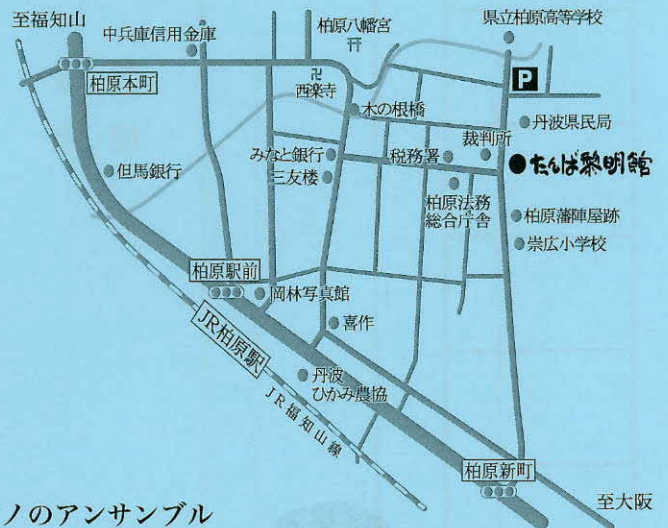 至福知山
中兵庫信用金庫
柏原八幡宮
県立柏原高等学校
柏原本町
西楽寺
P
木の根橋
丹波県民局
みなと銀行
税務署
裁判所
たんば黎明館
但馬銀行
三友楼
柏原法務
総合庁舎
柏原藩陣屋跡
崇広小学校
柏原駅前
岡林写真館
JR柏原駅
喜作
丹波
ひかみ農協
JR福知山線
柏原新町
至大阪
ノのアンサンブル